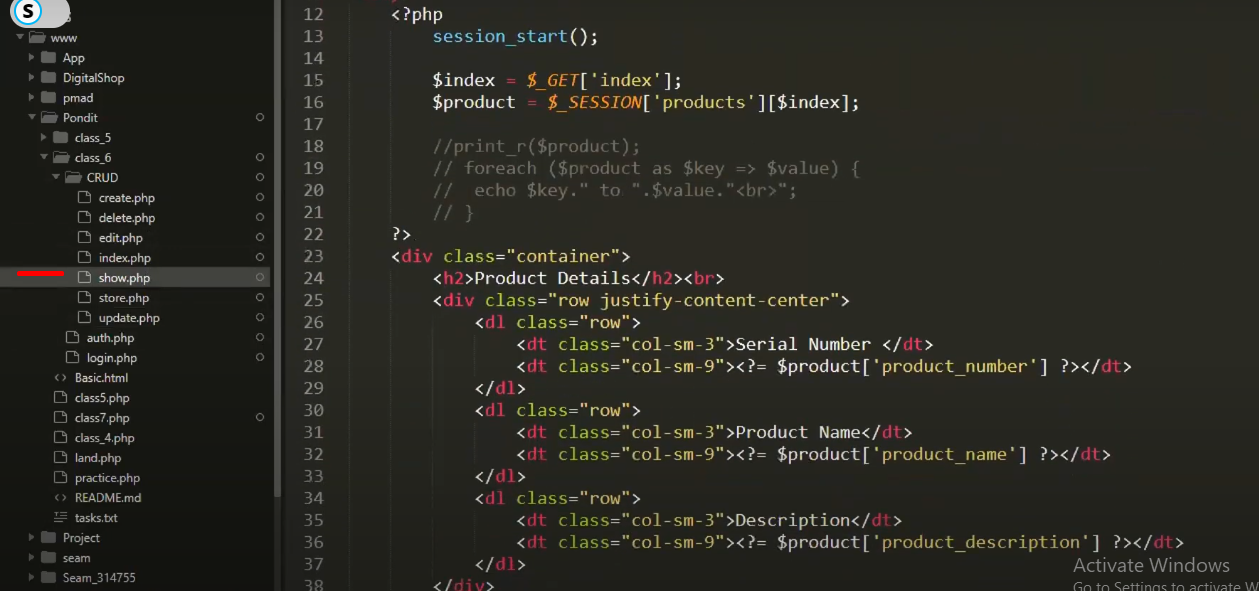 S
www
App
DigitalShop
pmad
Pondit
class_5
class_6
CRUD
create.php
delete.php
edit.php
index.php
show.php
store.php
update.php
auth.php
login.php
Basic.html
class5.php
class7.php
class_4.php
land.php
practice.php
README.md
tasks.txt
Project
seam
Seam_314755
12 <?php
13 session_start();
14
15 $index = $_GET['index'];
16 $product = $_SESSION['products'][$index];
17
18 //print_r($product);
19 // foreach ($product as $key => $value) {
20 //  echo $key." to ".$value."<br>";
21 // }
22 ?>
23 <div class="container">
24 <h2>Product Details</h2><br>
25 <div class="row justify-content-center">
26 <dl class="row">
27 <dt class="col-sm-3">Serial Number </dt>
28 <dt class="col-sm-9"><?= $product['product_number'] ?></dt>
29 </dl>
30 <dl class="row">
31 <dt class="col-sm-3">Product Name</dt>
32 <dt class="col-sm-9"><?= $product['product_name'] ?></dt>
33 </dl>
34 <dl class="row">
35 <dt class="col-sm-3">Description</dt>
36 <dt class="col-sm-9"><?= $product['product_description'] ?></dt>
37 </dl>
38 </div>
Activate Windows
Go to Settings to activate W